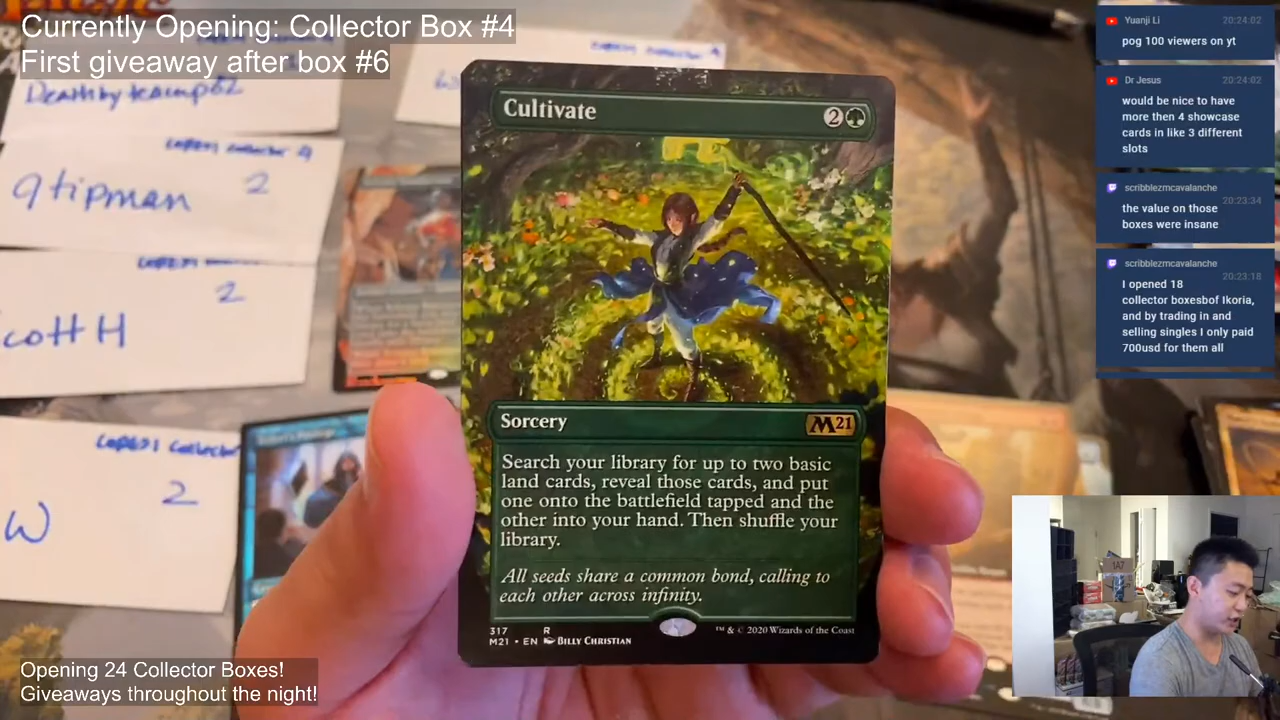 Currently Opening: Collector Box #4
First giveaway after box #6
qtipman
2
2
2
W
Cultivate
2
Sorcery
M21
Search your library for up to two basic
land cards, reveal those cards, and put
one onto the battlefield tapped and the
other into your hand. Then shuffle your
library.
All seeds share a common bond, calling to
each other across infinity.
317 R
M21 • EN Billy Christian
™ & © 2020 Wizards of the Coast
Yuanji Li 20:24:02
pog 100 viewers on yt
Dr Jesus 20:24:02
would be nice to have
more then 4 showcase
cards in like 3 different
slots
scribblezmcavalanche
20:23:34
the value on those
boxes were insane
scribblezmcavalanche
20:23:18
I opened 18
collector boxesbof Ikoria,
and by trading in and
selling singles I only paid
700usd for them all
Opening 24 Collector Boxes!
Giveaways throughout the night!